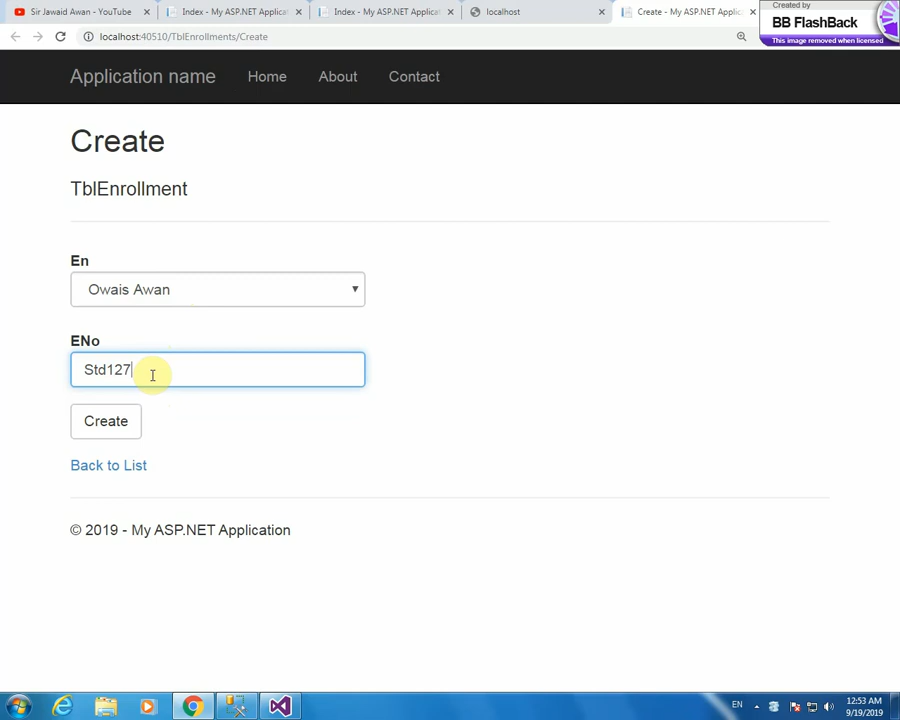 Sir Jawaid Awan - YouTube
Index - My ASP.NET Applicat
Index - My ASP.NET Applicat
localhost
Create - My ASP.NET Applic
Created by
BB FlashBack
This image removed when licensed
localhost:40510/TblEnrollments/Create
Application name
Home
About
Contact
Create
TblEnrollment
En
Owais Awan
ENo
Std127
Create
Back to List
© 2019 - My ASP.NET Application
EN
12:53 AM
9/19/2019